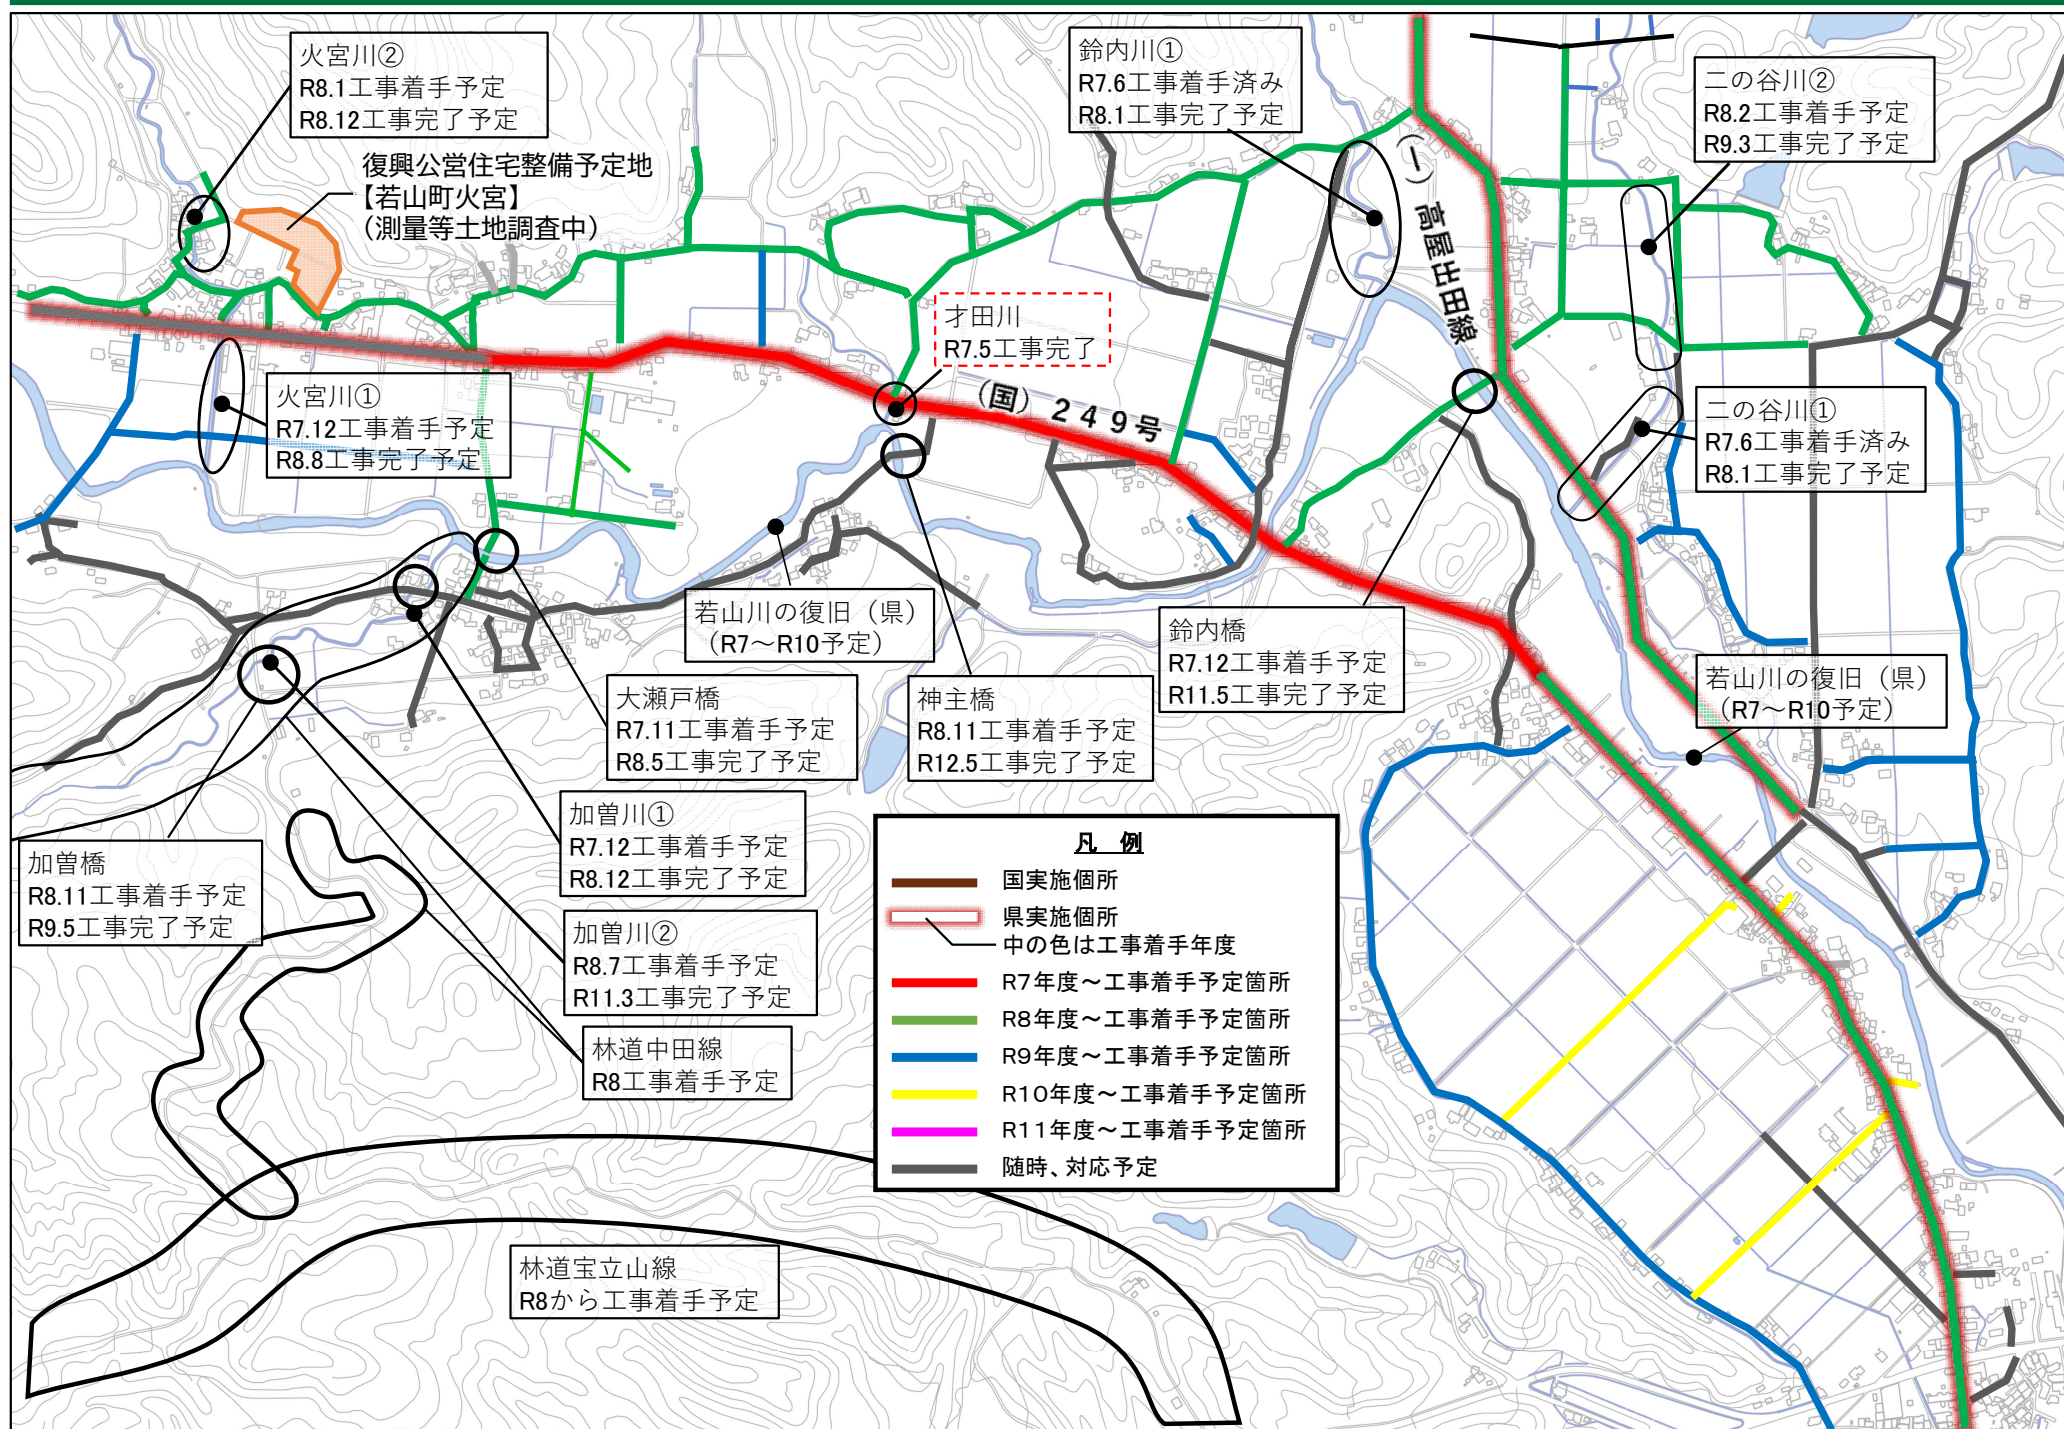 火宮川②
R8.1工事着手予定
R8.12工事完了予定
復興公営住宅整備予定地
【若山町火宮】
(測量等土地調査中)
鈴内川①
R7.6工事着手済み
R8.1工事完了予定
二の谷川②
R8.2工事着手予定
R9.3工事完了予定
(一)高屋出田線
才田川
R7.5工事完了
(国)249号
火宮川①
R7.12工事着手予定
R8.8工事完了予定
二の谷川①
R7.6工事着手済み
R8.1工事完了予定
若山川の復旧（県）
（R7～R10予定）
鈴内橋
R7.12工事着手予定
R11.5工事完了予定
若山川の復旧（県）
（R7～R10予定）
大瀬戸橋
R7.11工事着手予定
R8.5工事完了予定
神主橋
R8.11工事着手予定
R12.5工事完了予定
加曽川①
R7.12工事着手予定
R8.12工事完了予定
加曽橋
R8.11工事着手予定
R9.5工事完了予定
加曽川②
R8.7工事着手予定
R11.3工事完了予定
林道中田線
R8工事着手予定
林道宝立山線
R8から工事着手予定
凡 例
国実施個所
県実施個所
中の色は工事着手年度
R7年度～工事着手予定箇所
R8年度～工事着手予定箇所
R9年度～工事着手予定箇所
R10年度～工事着手予定箇所
R11年度～工事着手予定箇所
随時、対応予定